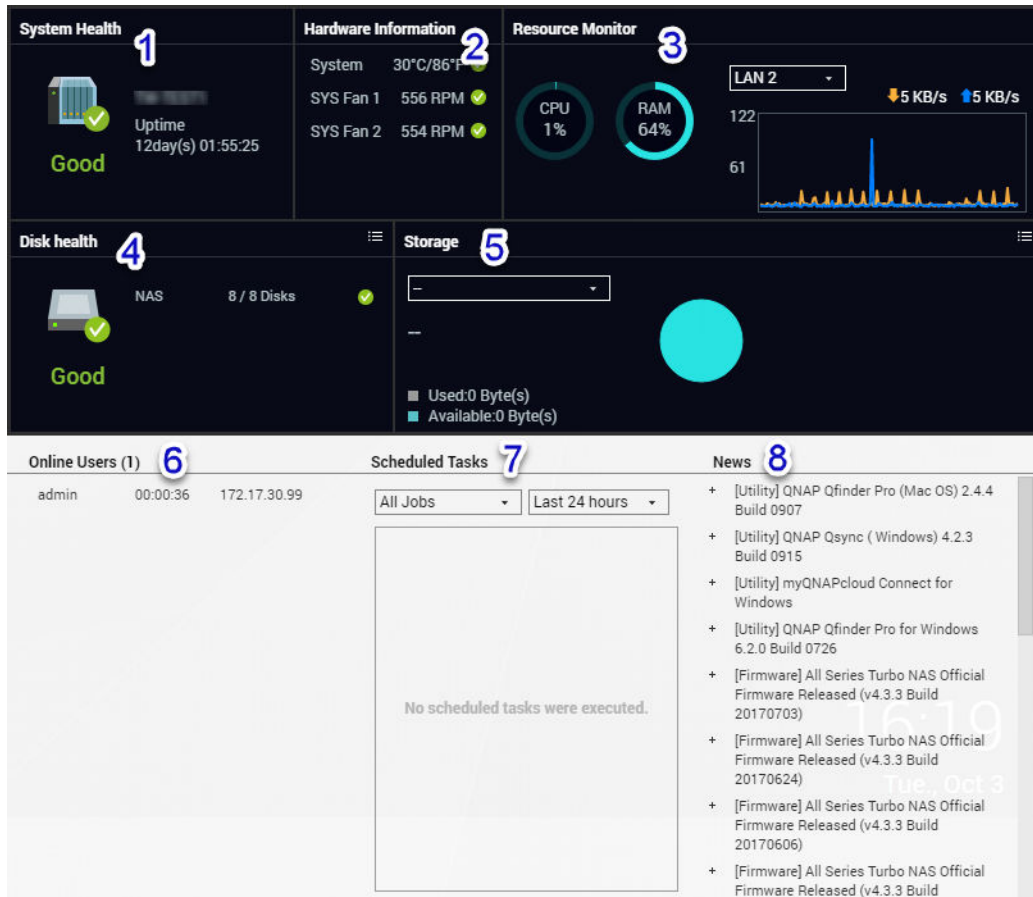 System Health
1
Uptime
12day(s) 01:55:25
Good
Hardware Information
2
System 30°C/86°F
SYS Fan 1 556 RPM
SYS Fan 2 554 RPM
Resource Monitor
3
CPU
1%
RAM
64%
LAN 2
5 KB/s 5 KB/s
122
61
Disk health
4
NAS 8 / 8 Disks
Good
Storage
5
--
--
Used:0 Byte(s)
Available:0 Byte(s)
Online Users (1)
6
admin 00:00:36 172.17.30.99
Scheduled Tasks
7
All Jobs Last 24 hours
No scheduled tasks were executed.
News
8
+ [Utility] QNAP Qfinder Pro (Mac OS) 2.4.4
Build 0907
+ [Utility] QNAP Qsync ( Windows) 4.2.3
Build 0915
+ [Utility] myQNAPcloud Connect for
Windows
+ [Utility] QNAP Qfinder Pro for Windows
6.2.0 Build 0726
+ [Firmware] All Series Turbo NAS Official
Firmware Released (v4.3.3 Build
20170703)
+ [Firmware] All Series Turbo NAS Official
Firmware Released (v4.3.3 Build
20170624)
+ [Firmware] All Series Turbo NAS Official
Firmware Released (v4.3.3 Build
20170606)
+ [Firmware] All Series Turbo NAS Official
Firmware Released (v4.3.3 Build
16:19
Tue., Oct 3